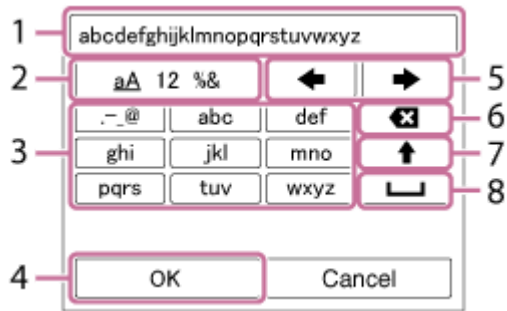 1 abcdefghijklmnopqrstuvwxyz
2 aA 12 %& 5
.-_@ abc def 6
3 ghi jkl mno 7
pqrs tuv wxyz 8
4 OK Cancel